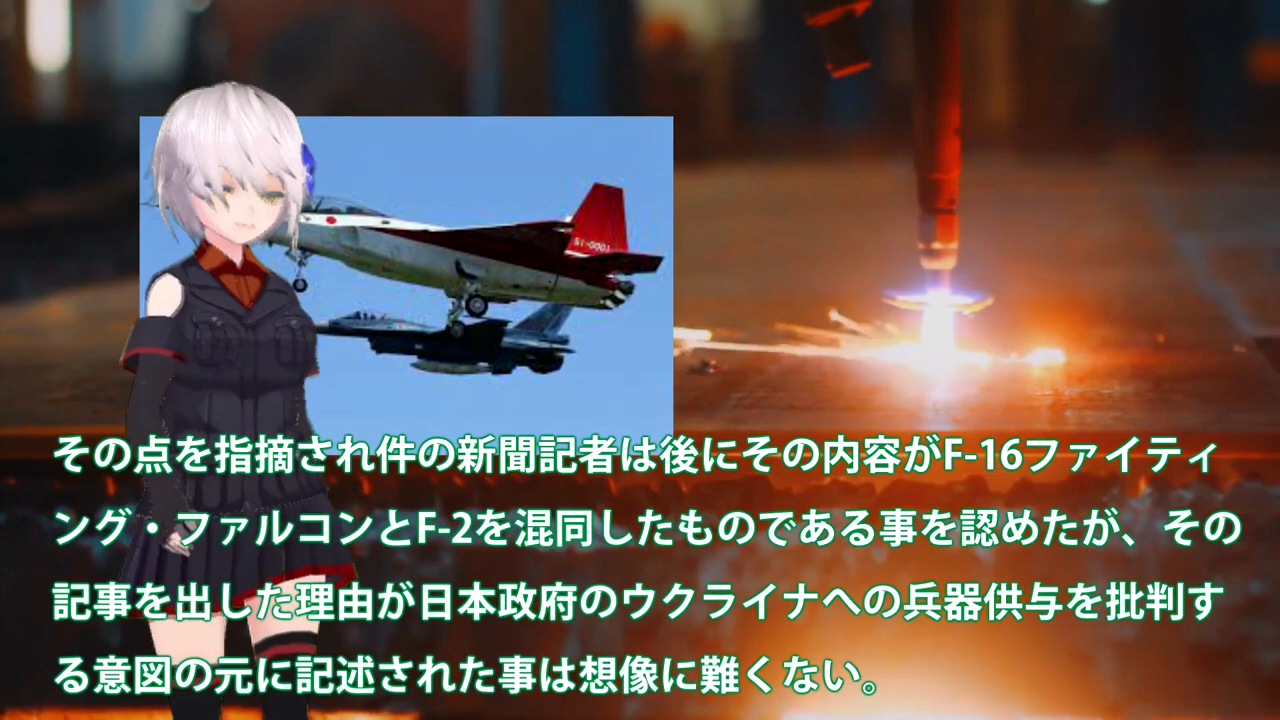 51-0001
その点を指摘され件の新聞記者は後にその内容がF-16ファイティ
ング・ファルコンとF-2を混同したものである事を認めたが、その
記事を出した理由が日本政府のウクライナへの兵器供与を批判す
る意図の元に記述された事は想像に難くない。